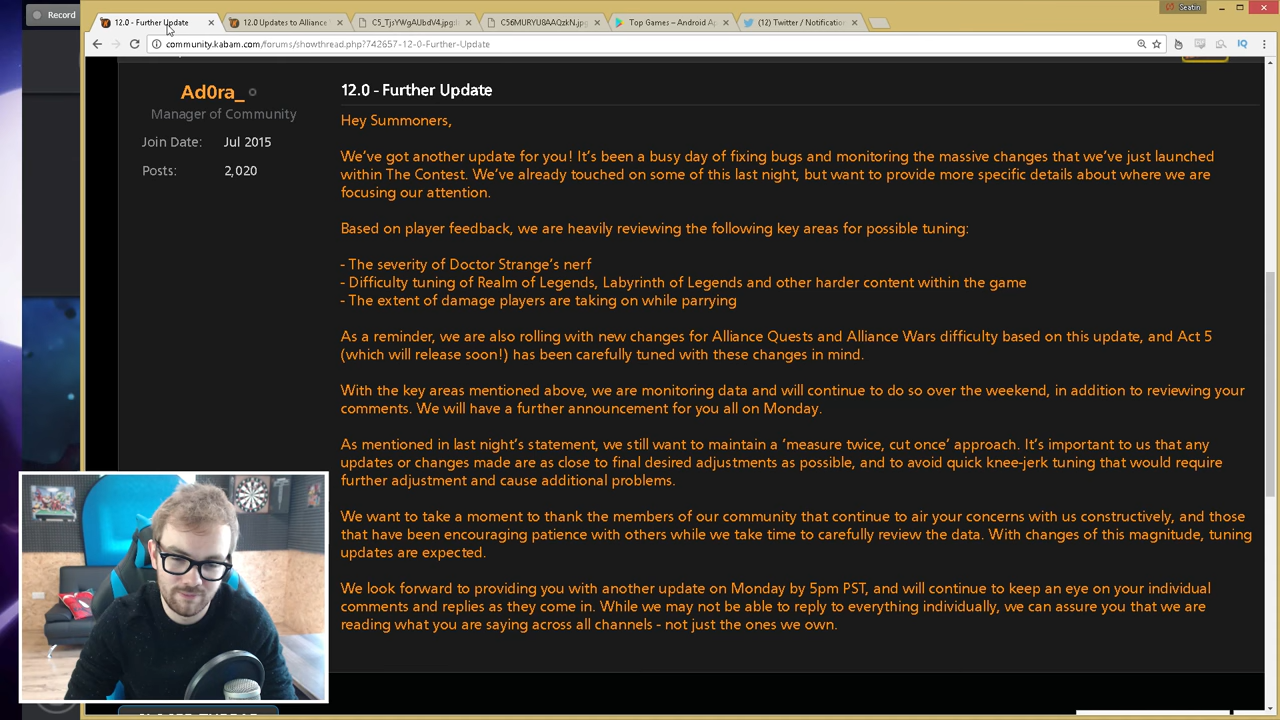 Record
12.0 - Further Update
12.0 Updates to Alliance
C5_TjsYWgAUbdV4.jpg:
C56MURYU8AAQzkN.jpg
Top Games – Android Ap
(12) Twitter / Notification
Seatin
community.kabam.com/forums/showthread.php?742657-12-0-Further-Update
IQ
Ad0ra_
Manager of Community
Join Date: Jul 2015
Posts: 2,020
12.0 - Further Update
Hey Summoners,
We've got another update for you! It's been a busy day of fixing bugs and monitoring the massive changes that we've just launched
within The Contest. We've already touched on some of this last night, but want to provide more specific details about where we are
focusing our attention.
Based on player feedback, we are heavily reviewing the following key areas for possible tuning:
- The severity of Doctor Strange's nerf
- Difficulty tuning of Realm of Legends, Labyrinth of Legends and other harder content within the game
- The extent of damage players are taking on while parrying
As a reminder, we are also rolling with new changes for Alliance Quests and Alliance Wars difficulty based on this update, and Act 5
(which will release soon!) has been carefully tuned with these changes in mind.
With the key areas mentioned above, we are monitoring data and will continue to do so over the weekend, in addition to reviewing your
comments. We will have a further announcement for you all on Monday.
As mentioned in last night's statement, we still want to maintain a 'measure twice, cut once' approach. It's important to us that any
updates or changes made are as close to final desired adjustments as possible, and to avoid quick knee-jerk tuning that would require
further adjustment and cause additional problems.
We want to take a moment to thank the members of our community that continue to air your concerns with us constructively, and those
that have been encouraging patience with others while we take time to carefully review the data. With changes of this magnitude, tuning
updates are expected.
We look forward to providing you with another update on Monday by 5pm PST, and will continue to keep an eye on your individual
comments and replies as they come in. While we may not be able to reply to everything individually, we can assure you that we are
reading what you are saying across all channels - not just the ones we own.